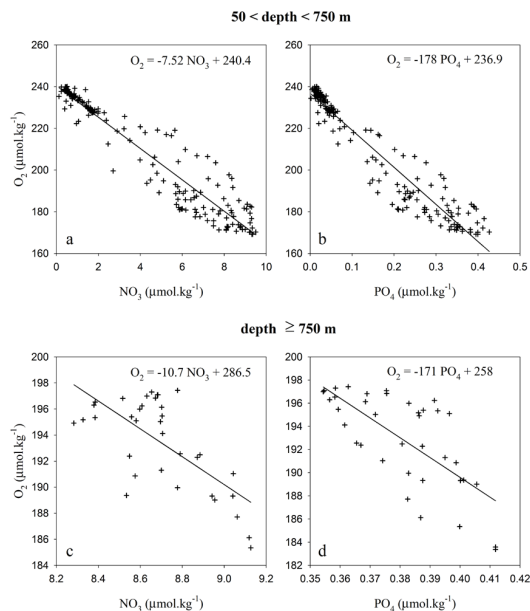 50 < depth < 750 m
O₂ = -7.52 NO₃ + 240.4
O₂ = -178 PO₄ + 236.9
260
240
220
200
180
160
260
240
220
200
180
160
O₂ (μmol.kg⁻¹)
a
b
0 2 4 6 8 10
0.0 0.1 0.2 0.3 0.4 0.5
NO₃ (μmol.kg⁻¹)
PO₄ (μmol.kg⁻¹)
depth ≥ 750 m
O₂ = -10.7 NO₃ + 286.5
O₂ = -171 PO₄ + 258
200
198
196
194
192
190
188
186
184
200
198
196
194
192
190
188
186
184
182
O₂ (μmol.kg⁻¹)
c
d
8.2 8.4 8.6 8.8 9.0 9.2
0.35 0.36 0.37 0.38 0.39 0.40 0.41 0.42
NO₃ (μmol.kg⁻¹)
PO₄ (μmol.kg⁻¹)